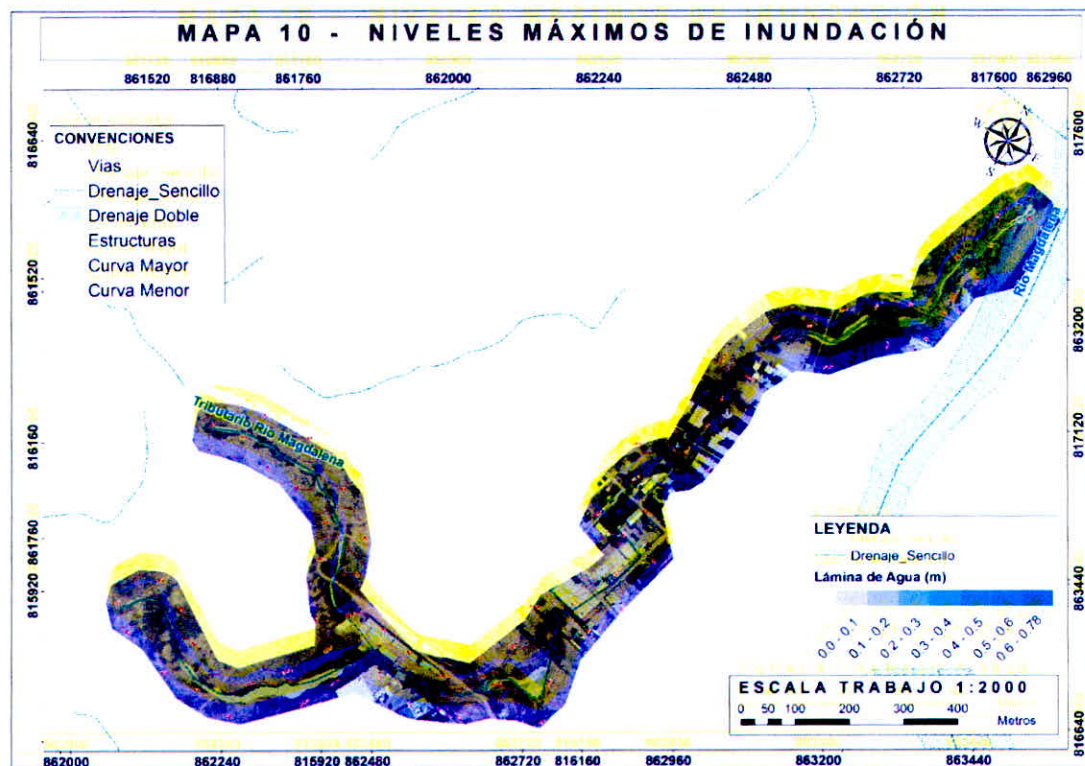 MAPA 10 - NIVELES MÁXIMOS DE INUNDACIÓN
861520 816880 861760 862000 862240 862480 862720 817600 862960
816640
817600
CONVENCIONES
Vias
Drenaje_Sencillo
Drenaje Doble
Estructuras
Curva Mayor
Curva Menor
N
W
E
S
861520
863200
Río Magdalena
Tributario Río Magdalena
816160
817120
861760
815920
863440
LEYENDA
Drenaje_Sencillo
Lámina de Agua (m)
0.0 - 0.1
0.1 - 0.2
0.2 - 0.3
0.3 - 0.4
0.4 - 0.5
0.5 - 0.6
0.6 - 0.78
ESCALA TRABAJO 1:2000
0 50 100 200 300 400
Metros
816640
862000 862240 815920 862480 862720 816160 862960 863200 863440